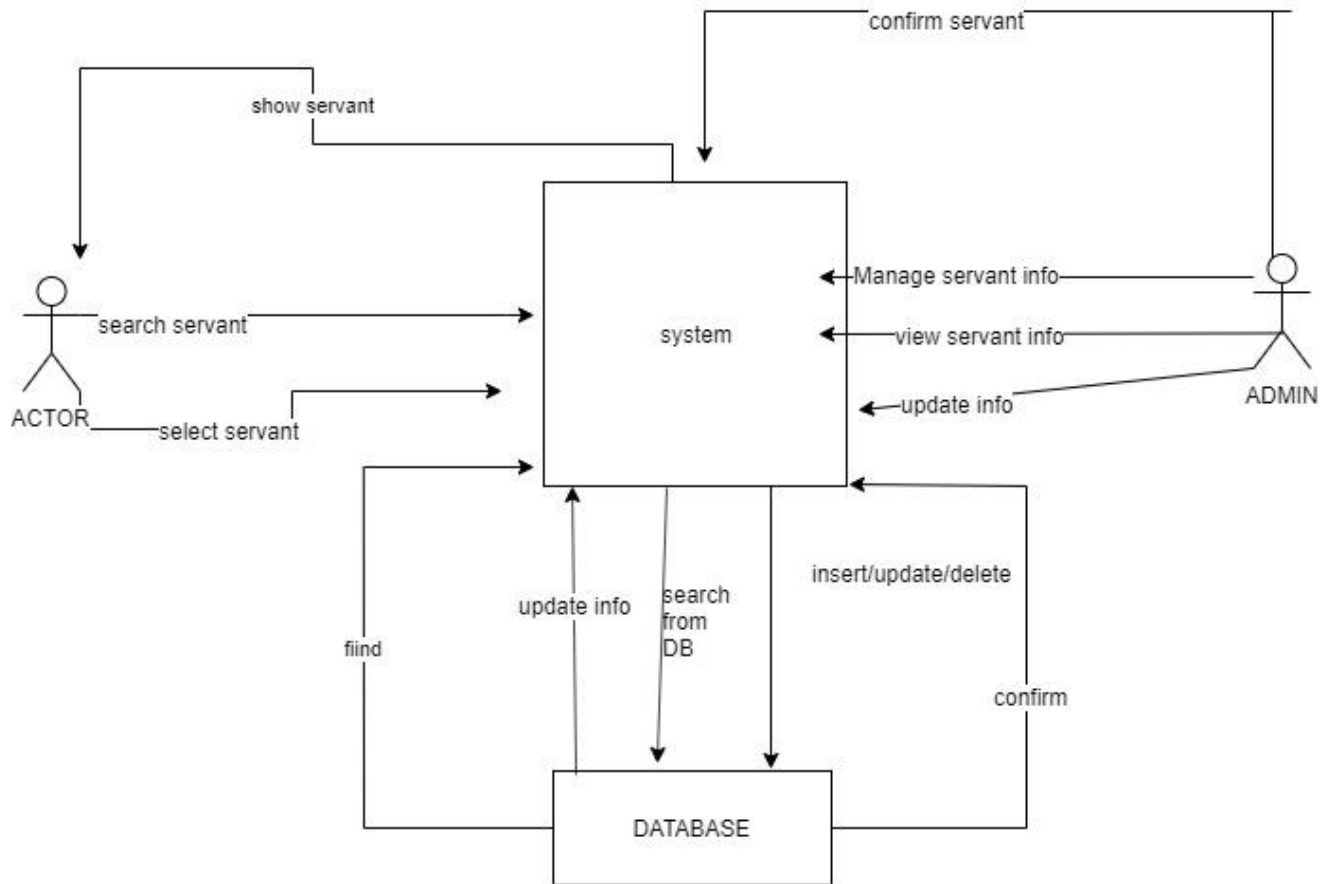 confirm servant
show servant
Manage servant info
search servant
system
view servant info
ACTOR
select servant
update info
ADMIN
insert/update/delete
update info
search
from
DB
fiind
confirm
DATABASE